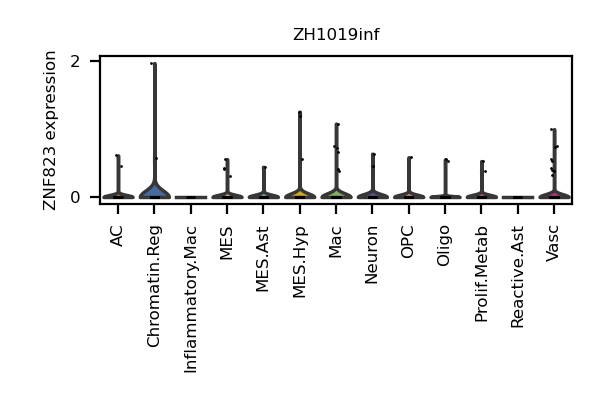 ZH1019inf
ZNF823 expression
2
0
AC
Chromatin.Reg
Inflammatory.Mac
MES
MES.Ast
MES.Hyp
Mac
Neuron
OPC
Oligo
Prolif.Metab
Reactive.Ast
Vasc